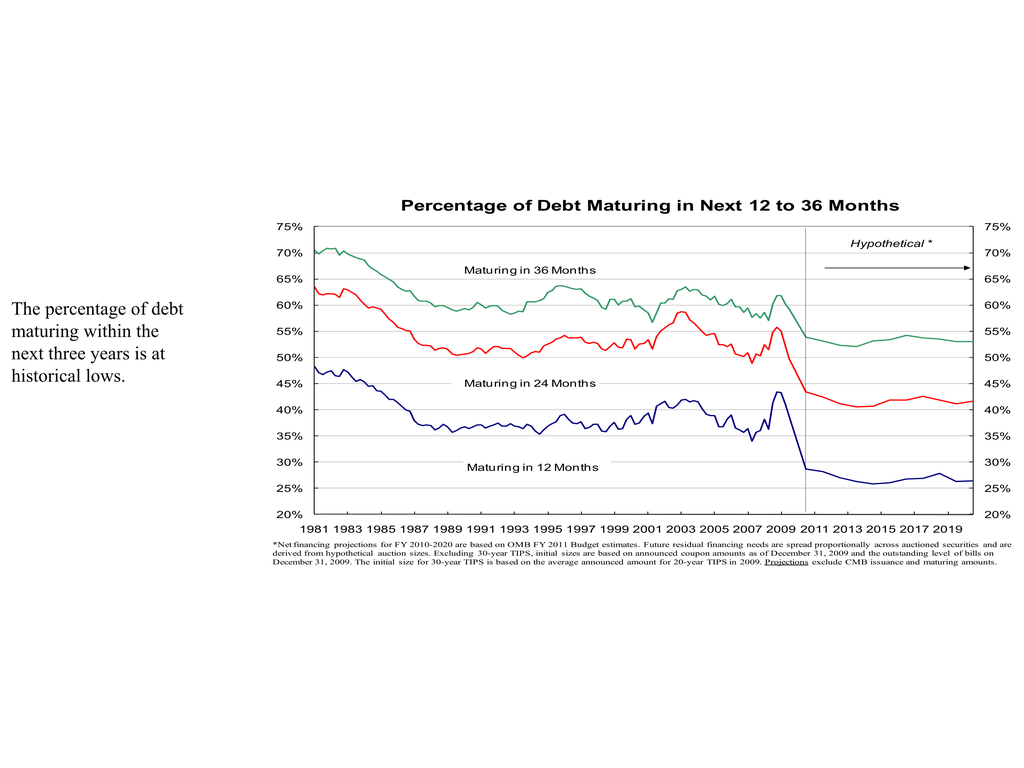 Percentage of Debt Maturing in Next 12 to 36 Months
The percentage of debt
maturing within the
next three years is at
historical lows.
75%
70%
65%
60%
55%
50%
45%
40%
35%
30%
25%
20%
Maturing in 36 Months
Maturing in 24 Months
Maturing in 12 Months
Hypothetical *
75%
70%
65%
60%
55%
50%
45%
40%
35%
30%
25%
20%
1981 1983 1985 1987 1989 1991 1993 1995 1997 1999 2001 2003 2005 2007 2009 2011 2013 2015 2017 2019
*Net financing projections for FY 2010-2020 are based on OMB FY 2011 Budget estimates. Future residual financing needs are spread proportionally across auctioned securities and are
derived from hypothetical auction sizes. Excluding 30-year TIPS, initial sizes are based on announced coupon amounts as of December 31, 2009 and the outstanding level of bills on
December 31, 2009. The initial size for 30-year TIPS is based on the average announced amount for 20-year TIPS in 2009. Projections exclude CMB issuance and maturing amounts.